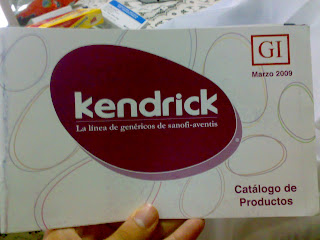 GI
Marzo 2009
kendrick
La línea de genéricos de sanofi-aventis
Catálogo de
Productos